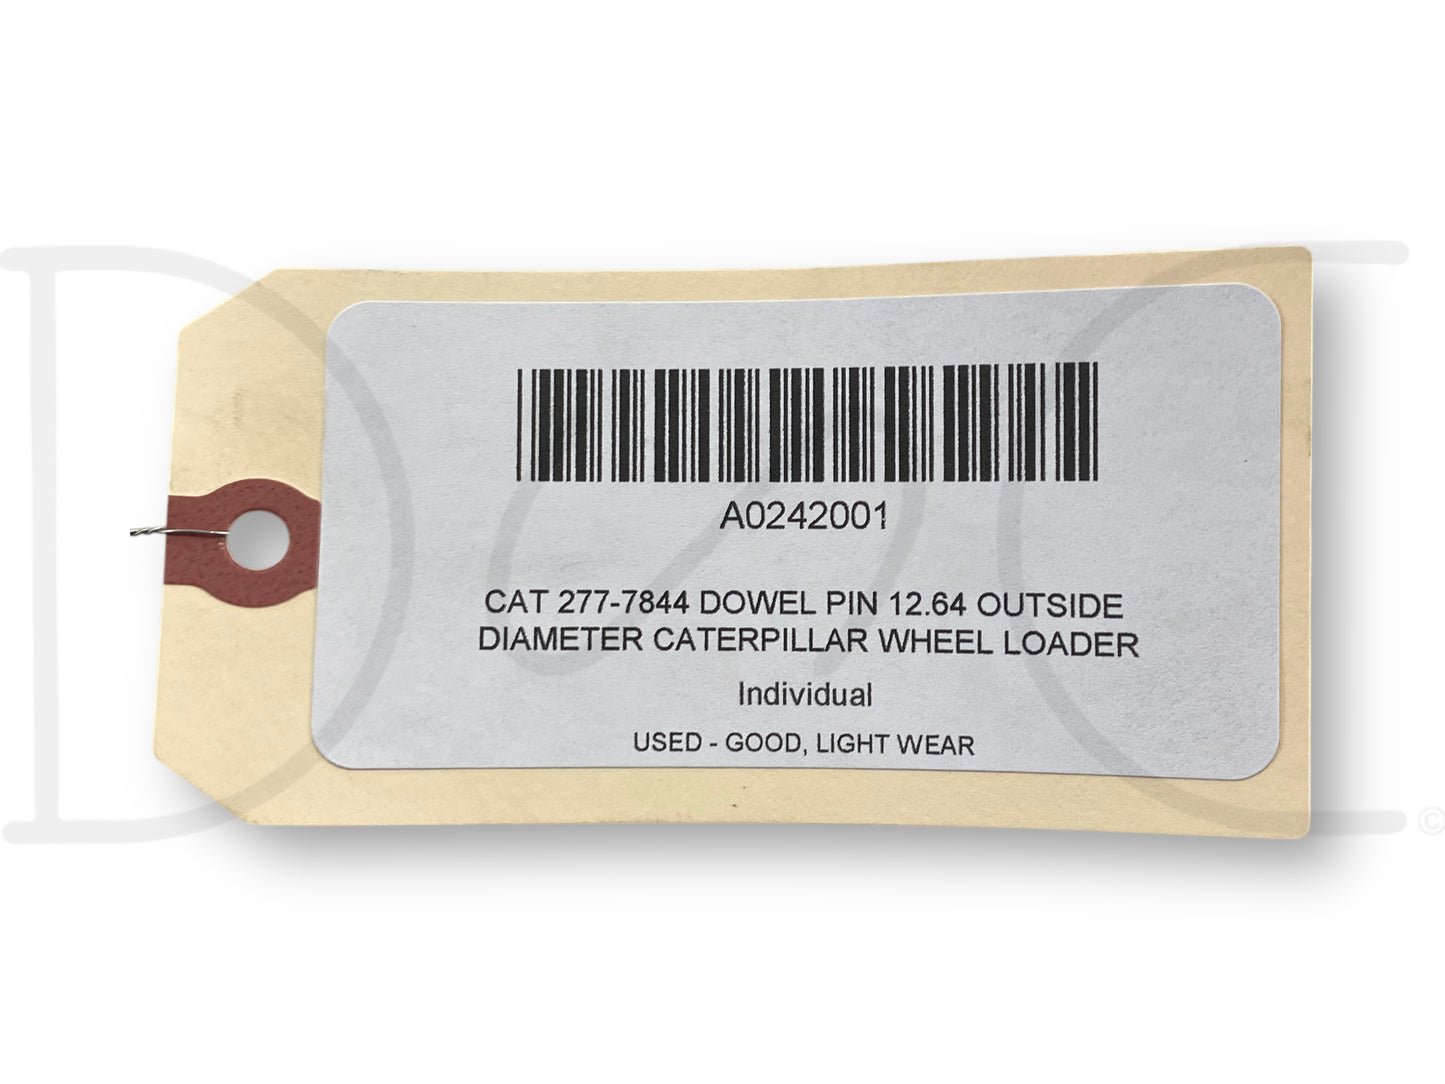 A0242001
CAT 277-7844 DOWEL PIN 12.64 OUTSIDE
DIAMETER CATERPILLAR WHEEL LOADER
Individual
USED - GOOD, LIGHT WEAR
©